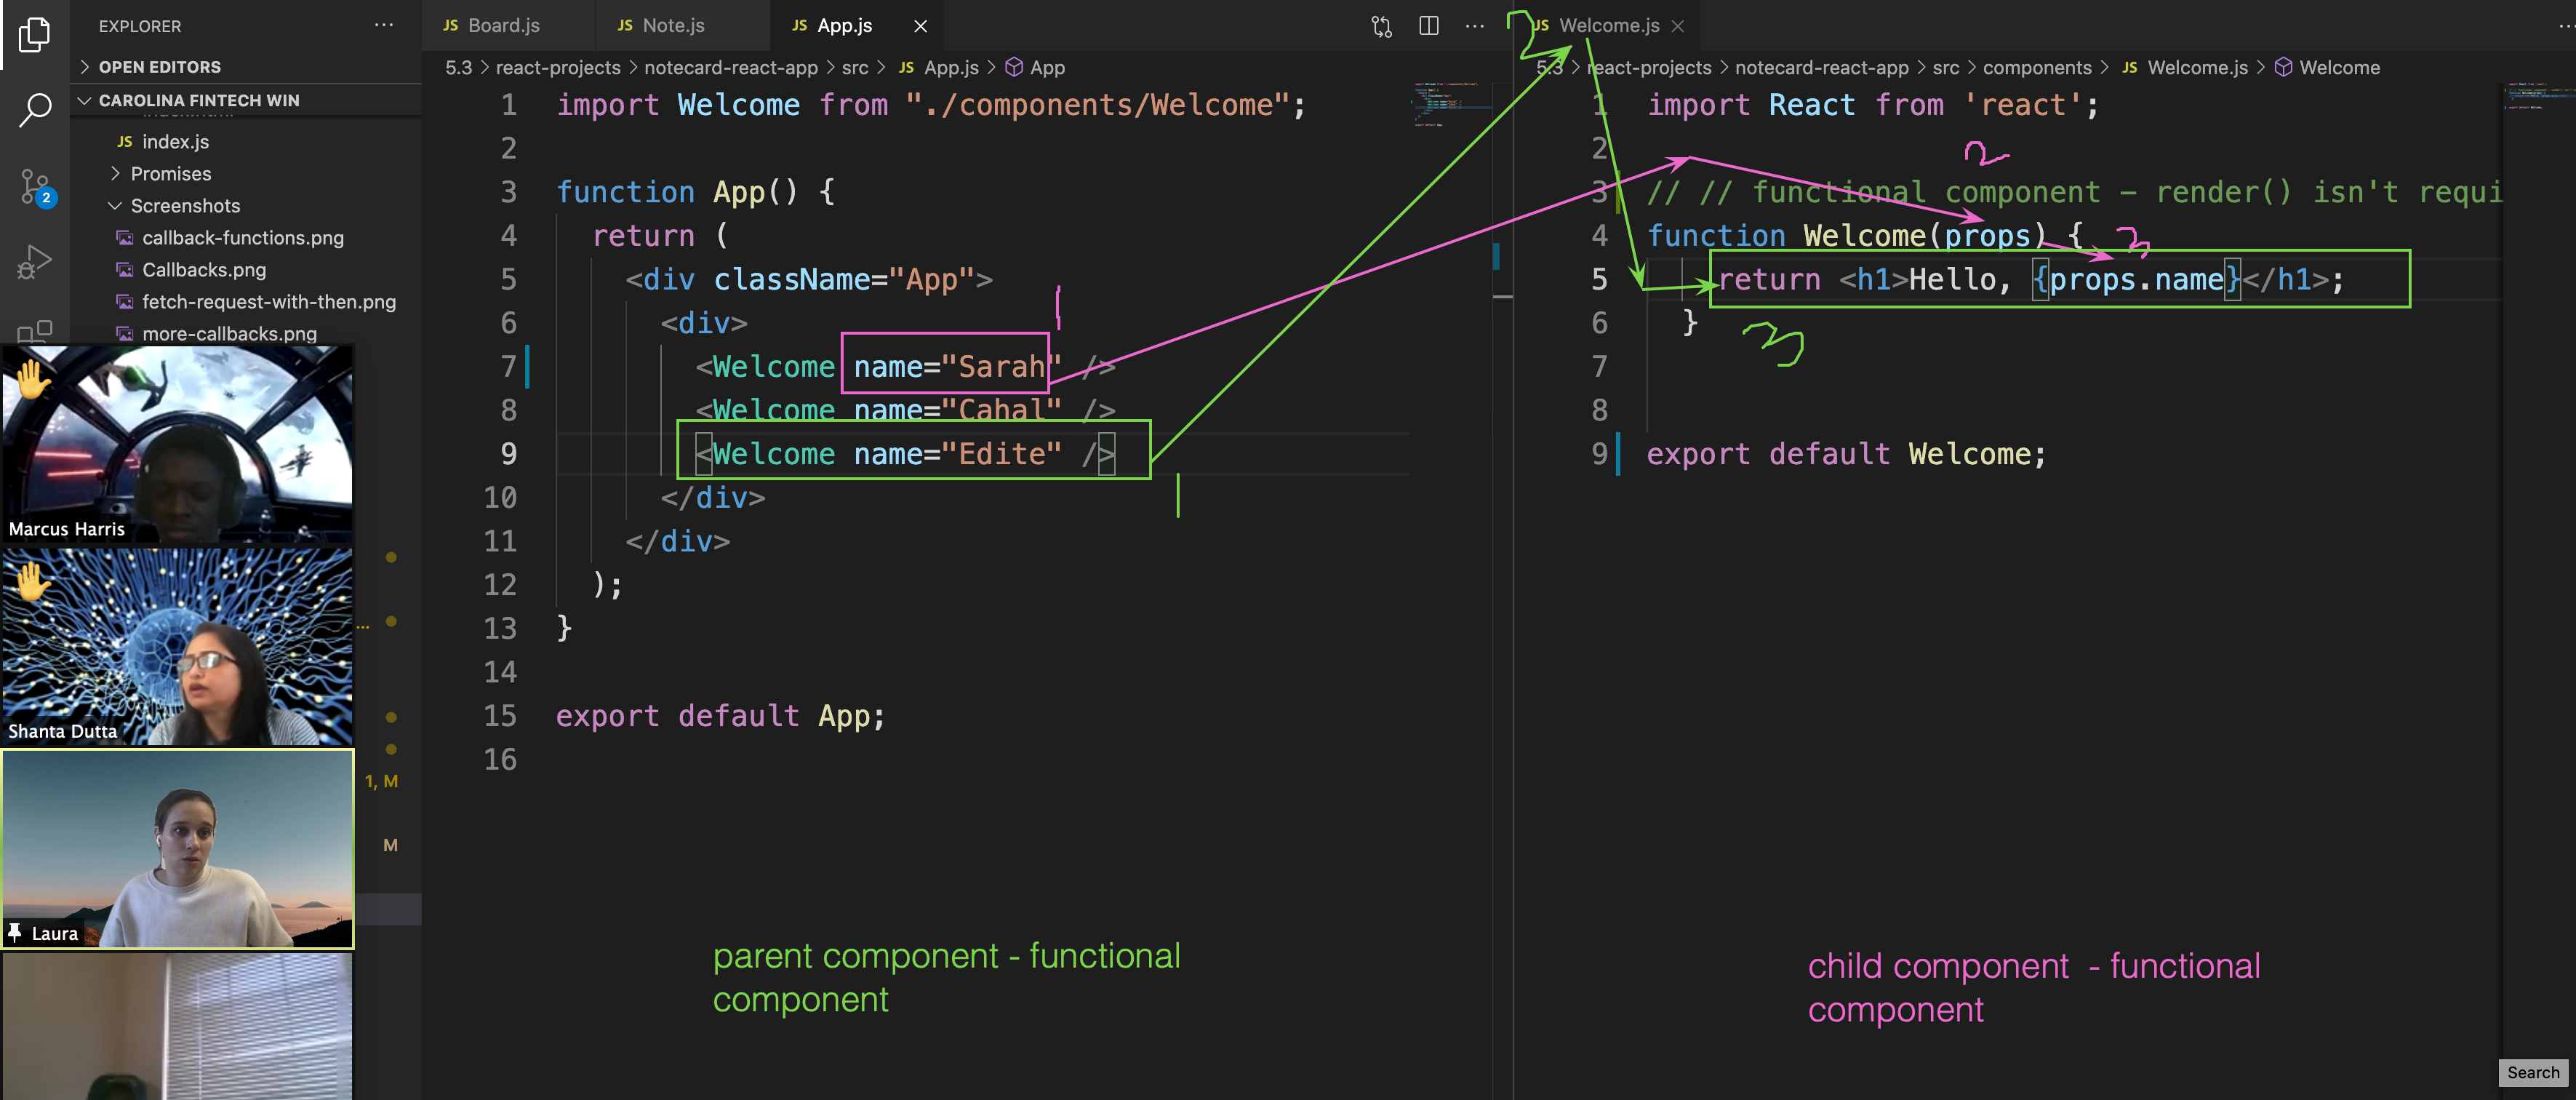 EXPLORER ...
OPEN EDITORS
CAROLINA FINTECH WIN
JS index.js
Promises
Screenshots
callback-functions.png
Callbacks.png
fetch-request-with-then.png
more-callbacks.png
2
1, M
M
Marcus Harris
Shanta Dutta
Laura
JS Board.js
JS Note.js
JS App.js
5.3 > react-projects > notecard-react-app > src > JS App.js > App
1 import Welcome from "./components/Welcome";
2
3 function App() {
4 return (
5 <div className="App">
6 <div>
7 <Welcome name="Sarah" />
8 <Welcome name="Cahal" />
9 <Welcome name="Edite" />
10 </div>
11 </div>
12 );
13 }
14
15 export default App;
16
1
1
parent component - functional
component
JS Welcome.js
2
5.3 > react-projects > notecard-react-app > src > components > JS Welcome.js > Welcome
1 import React from 'react';
2
2
3 // // functional component – render() isn't requi
4 function Welcome(props) {
3
5 return <h1>Hello, {props.name}</h1>;
6 }
3
7
8
9 export default Welcome;
child component - functional
component
Search